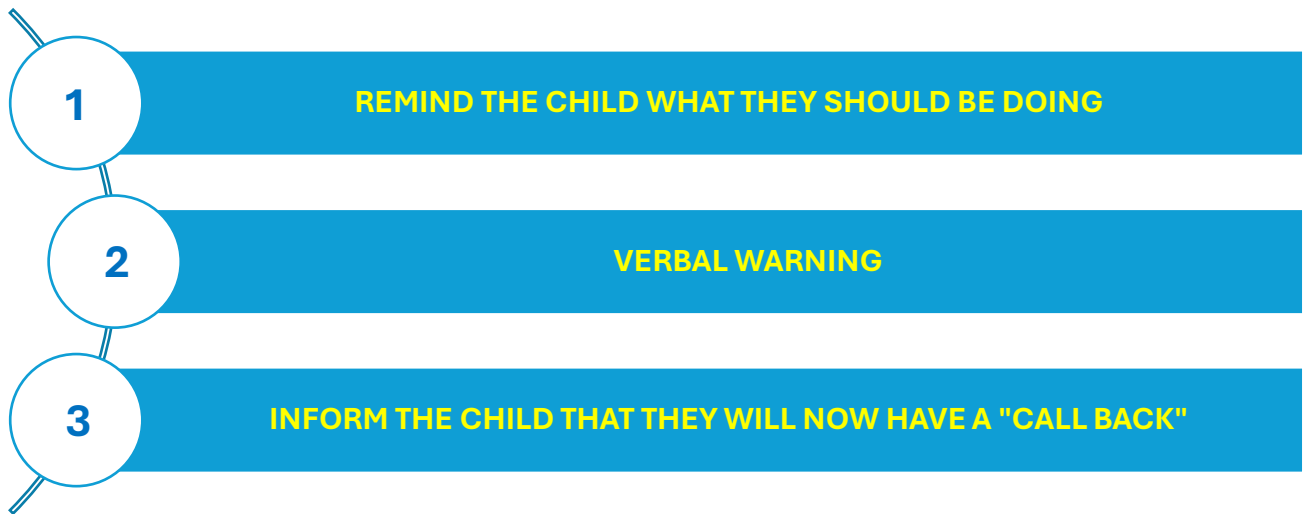 1
REMIND THE CHILD WHAT THEY SHOULD BE DOING
2
VERBAL WARNING
3
INFORM THE CHILD THAT THEY WILL NOW HAVE A "CALL BACK"